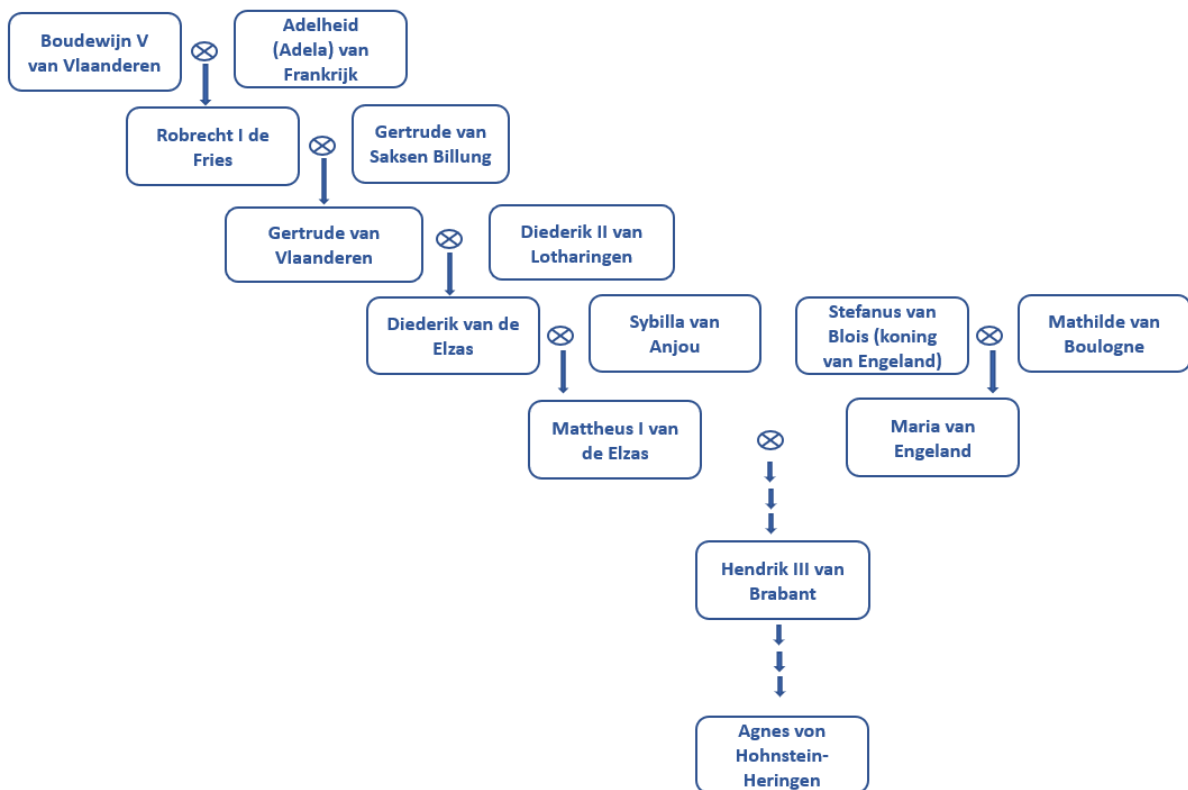 Boudewijn V
van Vlaanderen
Adelheid
(Adela) van
Frankrijk
Robrecht I de
Fries
Gertrude van
Saksen Billung
Gertrude van
Vlaanderen
Diederik II van
Lotharingen
Diederik van de
Elzas
Sybilla van
Anjou
Stefanus van
Blois (koning
van Engeland)
Mathilde van
Boulogne
Mattheus I van
de Elzas
Maria van
Engeland
Hendrik III van
Brabant
Agnes von
Hohnstein-
Heringen